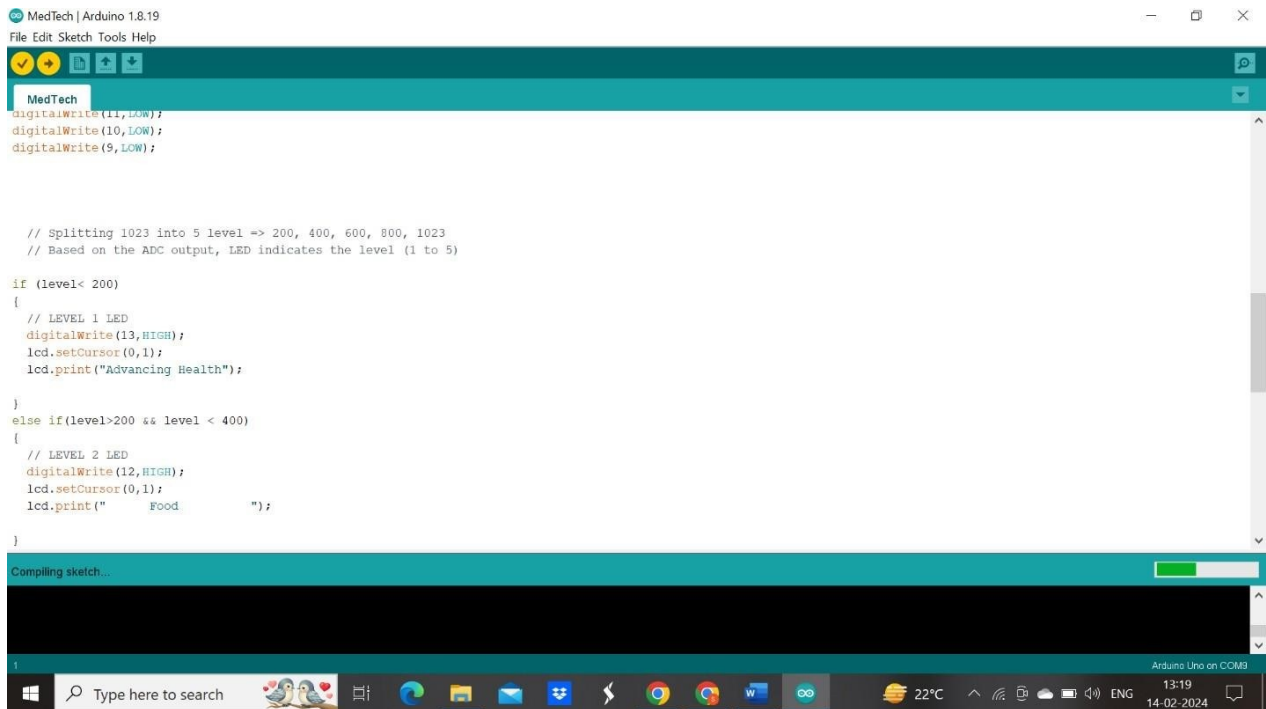 MedTech | Arduino 1.8.19
File Edit Sketch Tools Help
MedTech
digitalWrite(11,LOW);
digitalWrite(10,LOW);
digitalWrite(9,LOW);
// Splitting 1023 into 5 level => 200, 400, 600, 800, 1023
// Based on the ADC output, LED indicates the level (1 to 5)
if (level< 200)
{
// LEVEL 1 LED
digitalWrite(13,HIGH);
lcd.setCursor(0,1);
lcd.print("Advancing Health");
}
else if(level>200 && level < 400)
{
// LEVEL 2 LED
digitalWrite(12,HIGH);
lcd.setCursor(0,1);
lcd.print("      Food          ");
}
Compiling sketch...
1
Arduino Uno on COM9
Type here to search
22°C
ENG
13:19
14-02-2024